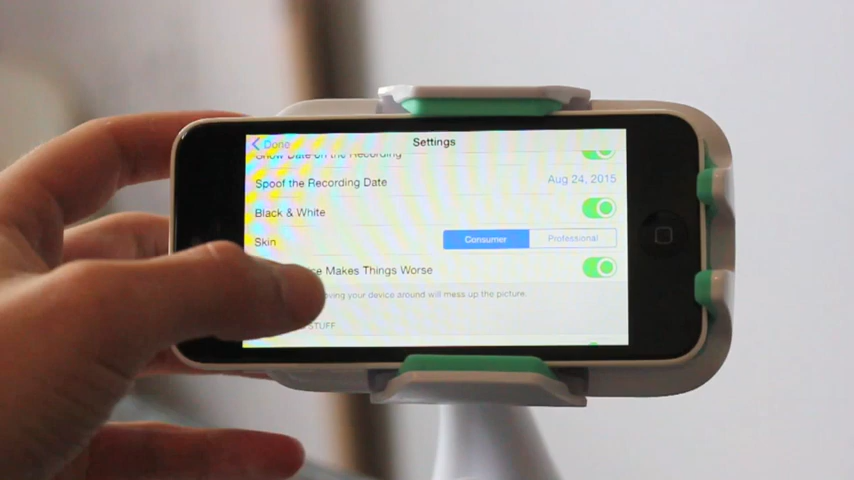 Done
Settings
Show Date on the Recording
Spoof the Recording Date
Aug 24, 2015
Black & White
Skin
Consumer
Professional
Makes Things Worse
your device around will mess up the picture.
STUFF